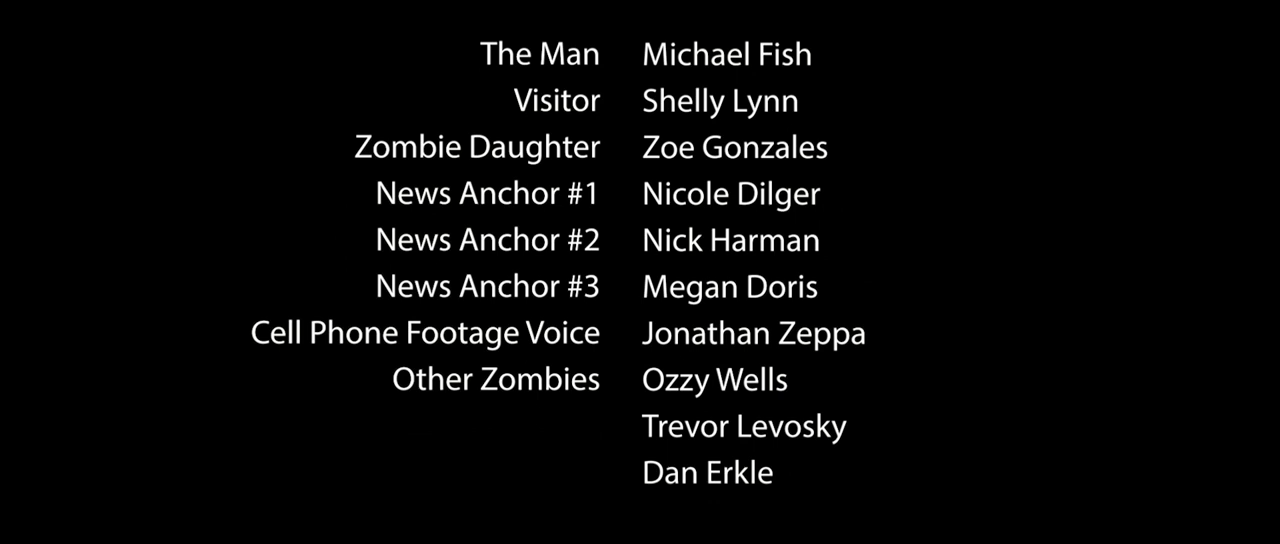 The Man Michael Fish
Visitor Shelly Lynn
Zombie Daughter Zoe Gonzales
News Anchor #1 Nicole Dilger
News Anchor #2 Nick Harman
News Anchor #3 Megan Doris
Cell Phone Footage Voice Jonathan Zeppa
Other Zombies Ozzy Wells
Trevor Levosky
Dan Erkle